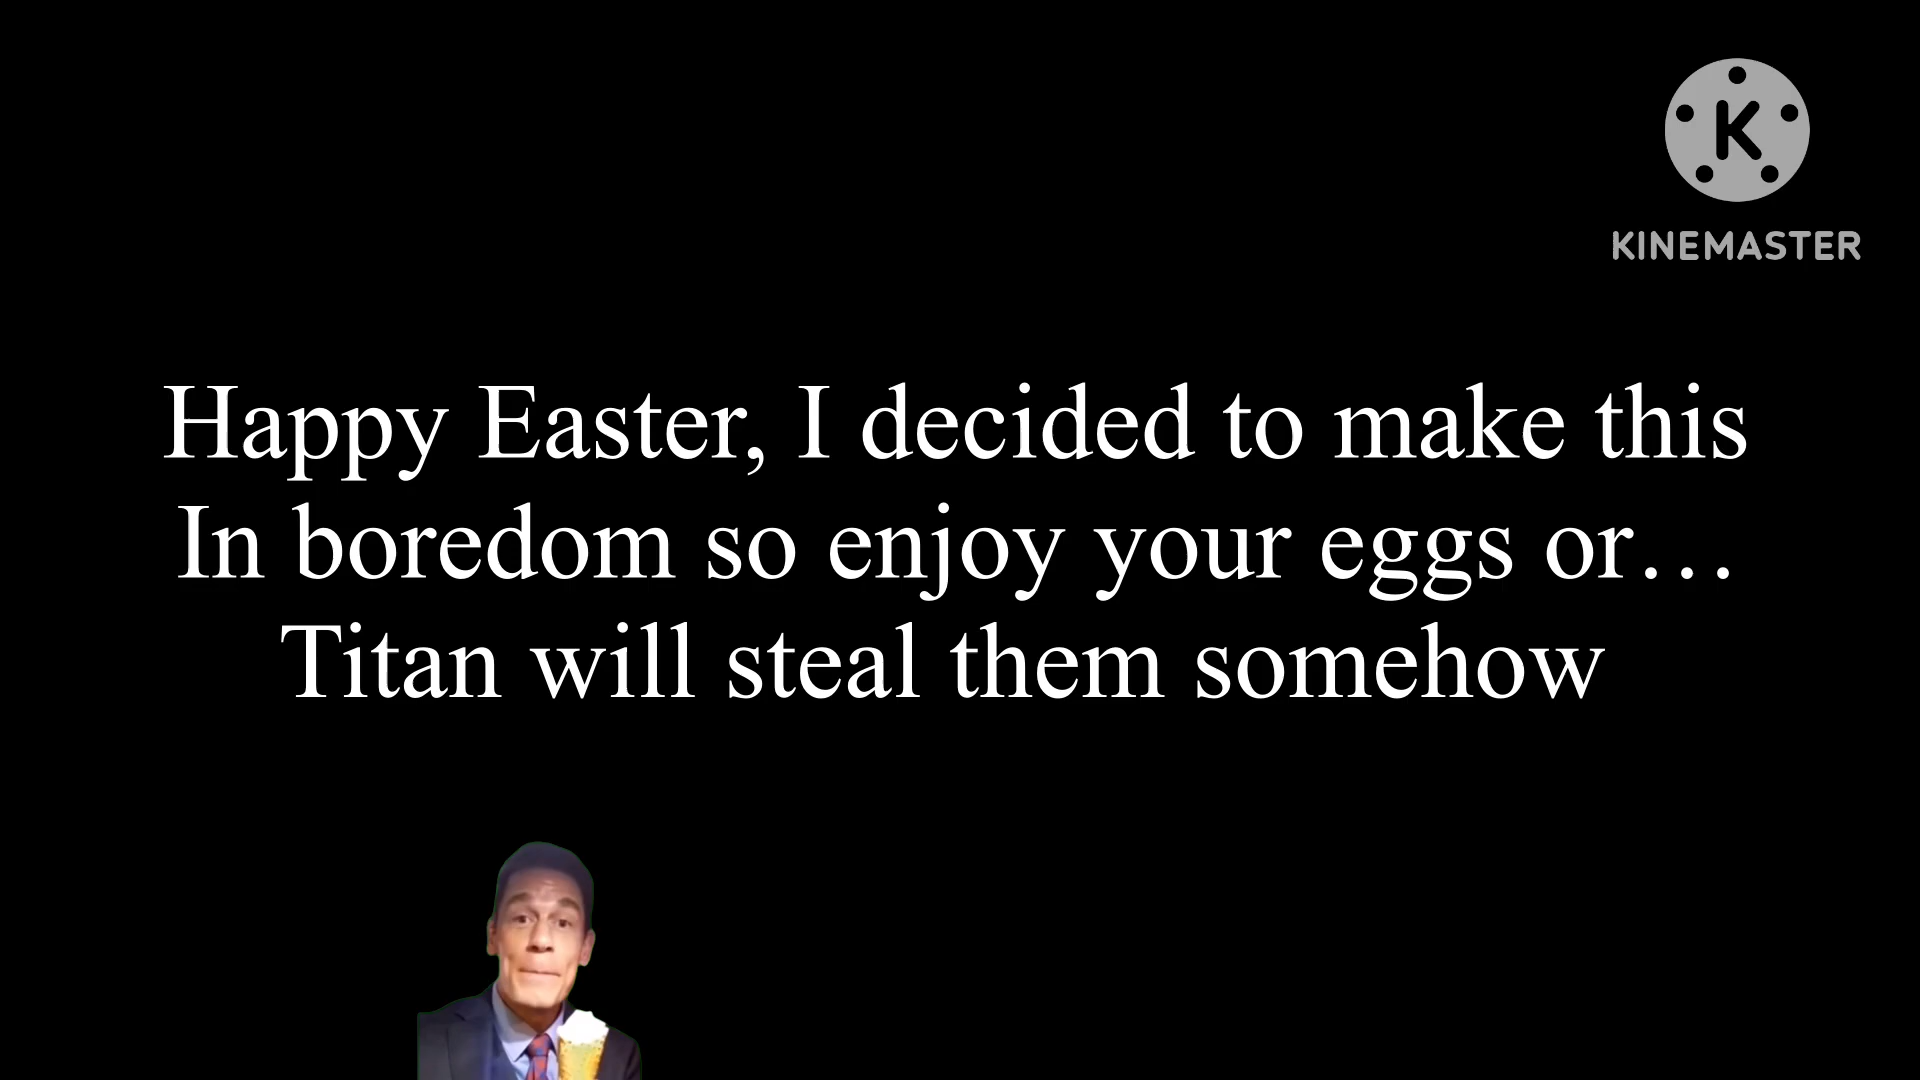 K
KINEMASTER
Happy Easter, I decided to make this
In boredom so enjoy your eggs or…
Titan will steal them somehow